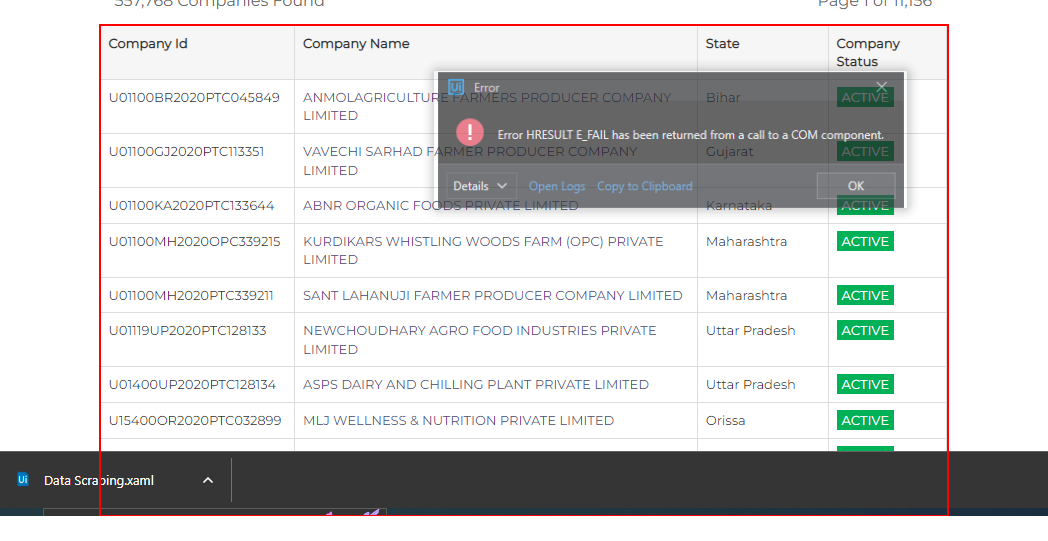 557,768 Companies Found Page 1 of 11,156
Company Id Company Name State Company
Status
Ui Error
U01100BR2020PTC045849 ANMOLAGRICULTURE FARMERS PRODUCER COMPANY Bihar ACTIVE
LIMITED
! Error HRESULT E_FAIL has been returned from a call to a COM component.
U01100GJ2020PTC113351 VAVECHI SARHAD FARMER PRODUCER COMPANY Gujarat ACTIVE
LIMITED
Details Open Logs Copy to Clipboard OK
U01100KA2020PTC133644 ABNR ORGANIC FOODS PRIVATE LIMITED Karnataka ACTIVE
U01100MH2020OPC339215 KURDIKARS WHISTLING WOODS FARM (OPC) PRIVATE Maharashtra ACTIVE
LIMITED
U01100MH2020PTC339211 SANT LAHANUJI FARMER PRODUCER COMPANY LIMITED Maharashtra ACTIVE
U01119UP2020PTC128133 NEWCHOUDHARY AGRO FOOD INDUSTRIES PRIVATE Uttar Pradesh ACTIVE
LIMITED
U01400UP2020PTC128134 ASPS DAIRY AND CHILLING PLANT PRIVATE LIMITED Uttar Pradesh ACTIVE
U15400OR2020PTC032899 MLJ WELLNESS & NUTRITION PRIVATE LIMITED Orissa ACTIVE
Ui Data Scraping.xaml